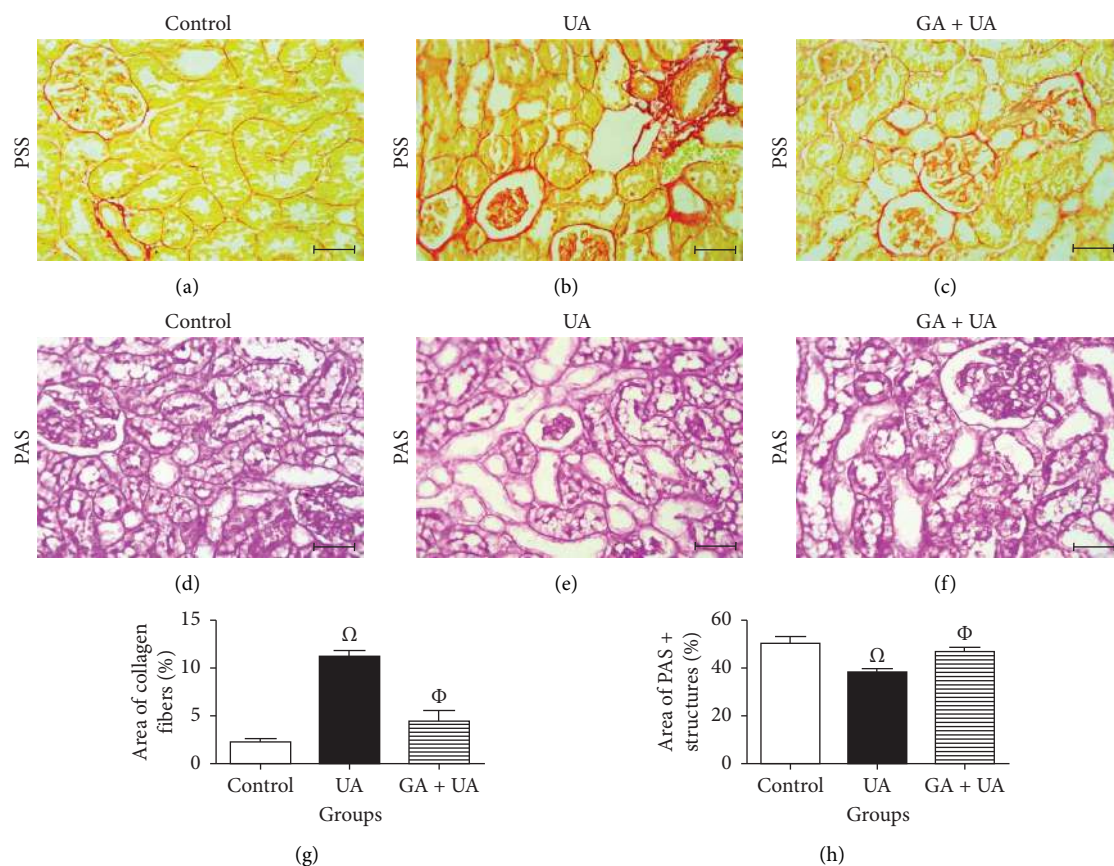 Control
UA
GA + UA
PSS
PSS
PSS
(a)
(b)
(c)
Control
UA
GA + UA
PAS
PAS
PAS
(d)
(e)
(f)
Area of collagen
fibers (%)
15
10
5
0
Ω
Φ
Control
UA
GA + UA
Groups
(g)
Area of PAS +
structures (%)
60
40
20
0
Ω
Φ
Control
UA
GA + UA
Groups
(h)